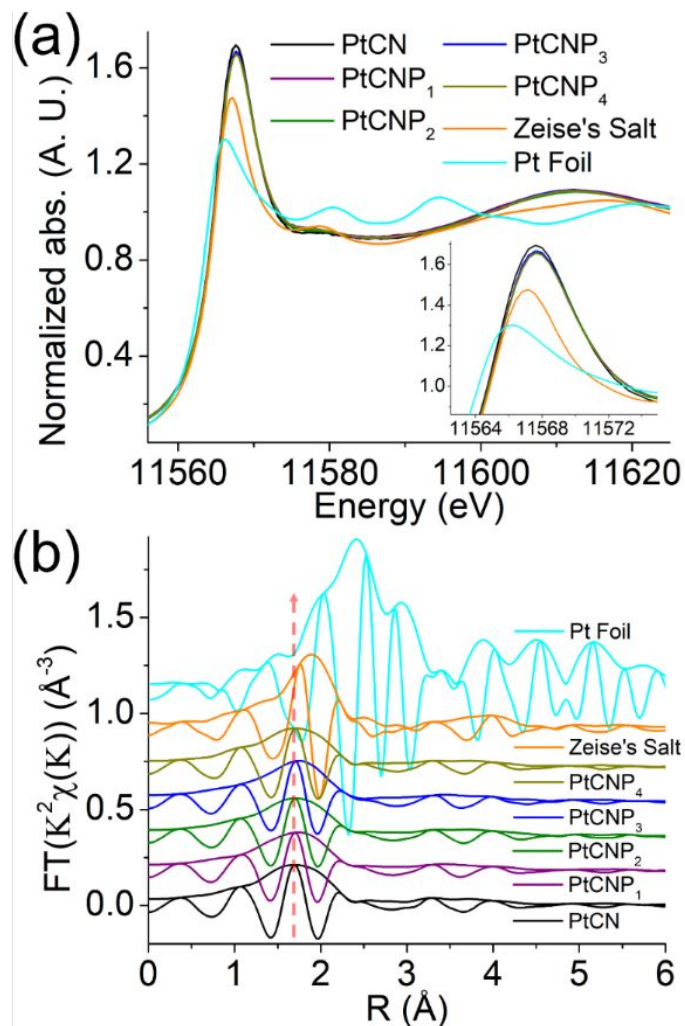 (a)
PtCN
PtCNP₁
PtCNP₂
PtCNP₃
PtCNP₄
Zeise's Salt
Pt Foil
1.6
1.2
0.8
0.4
Normalized abs. (A. U.)
1.6
1.4
1.2
1.0
11564 11568 11572
11560 11580 11600 11620
Energy (eV)
(b)
1.5
1.0
0.5
0.0
FT(K²χ(K)) (Å⁻³)
Pt Foil
Zeise's Salt
PtCNP₄
PtCNP₃
PtCNP₂
PtCNP₁
PtCN
0 1 2 3 4 5 6
R (Å)